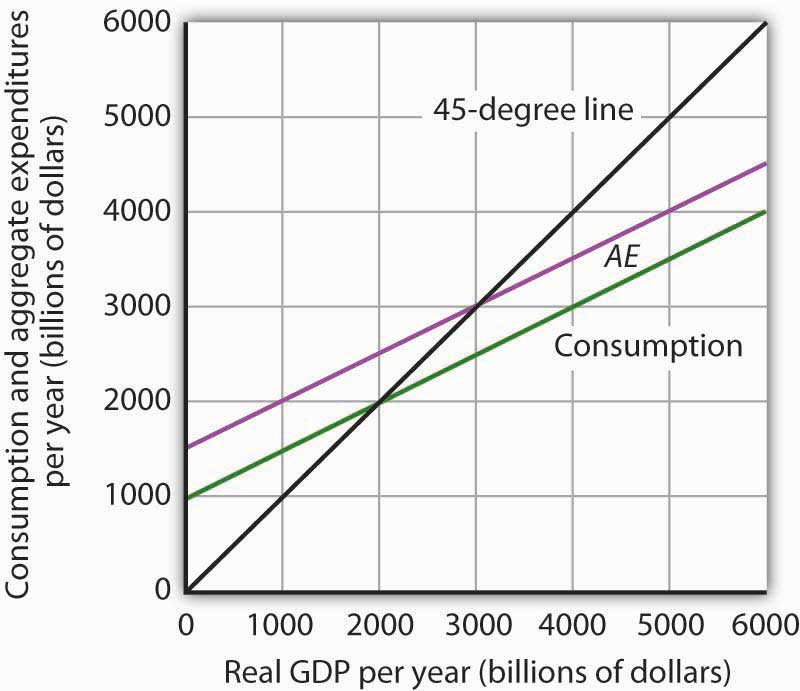 Consumption and aggregate expenditures
per year (billions of dollars)
6000
5000
4000
3000
2000
1000
0
45-degree line
AE
Consumption
0 1000 2000 3000 4000 5000 6000
Real GDP per year (billions of dollars)